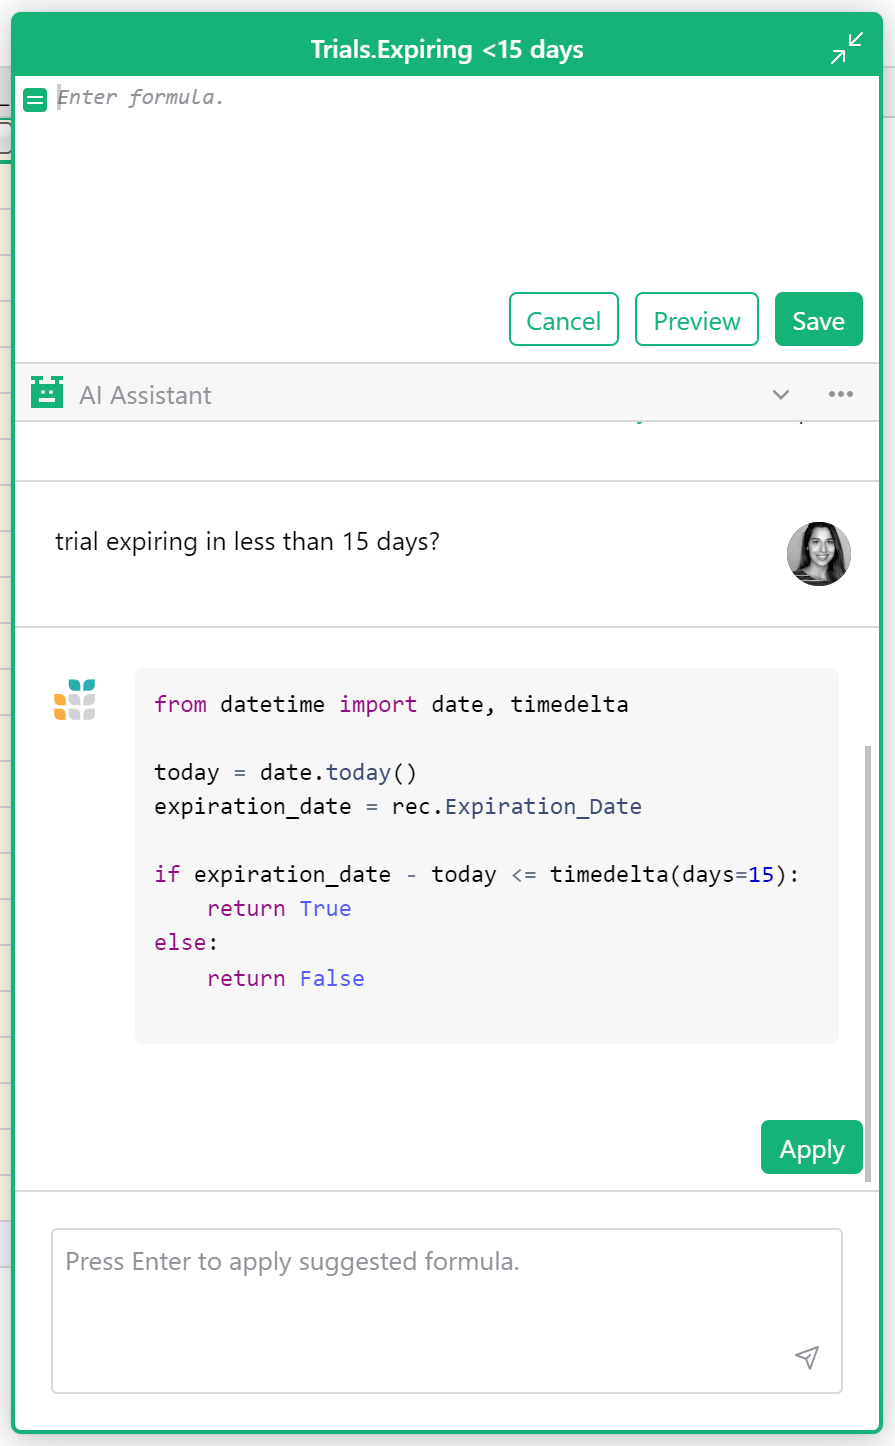 Trials.Expiring <15 days
Enter formula.
Cancel
Preview
Save
AI Assistant
trial expiring in less than 15 days?
from datetime import date, timedelta
today = date.today()
expiration_date = rec.Expiration_Date
if expiration_date - today <= timedelta(days=15):
    return True
else:
    return False
Apply
Press Enter to apply suggested formula.